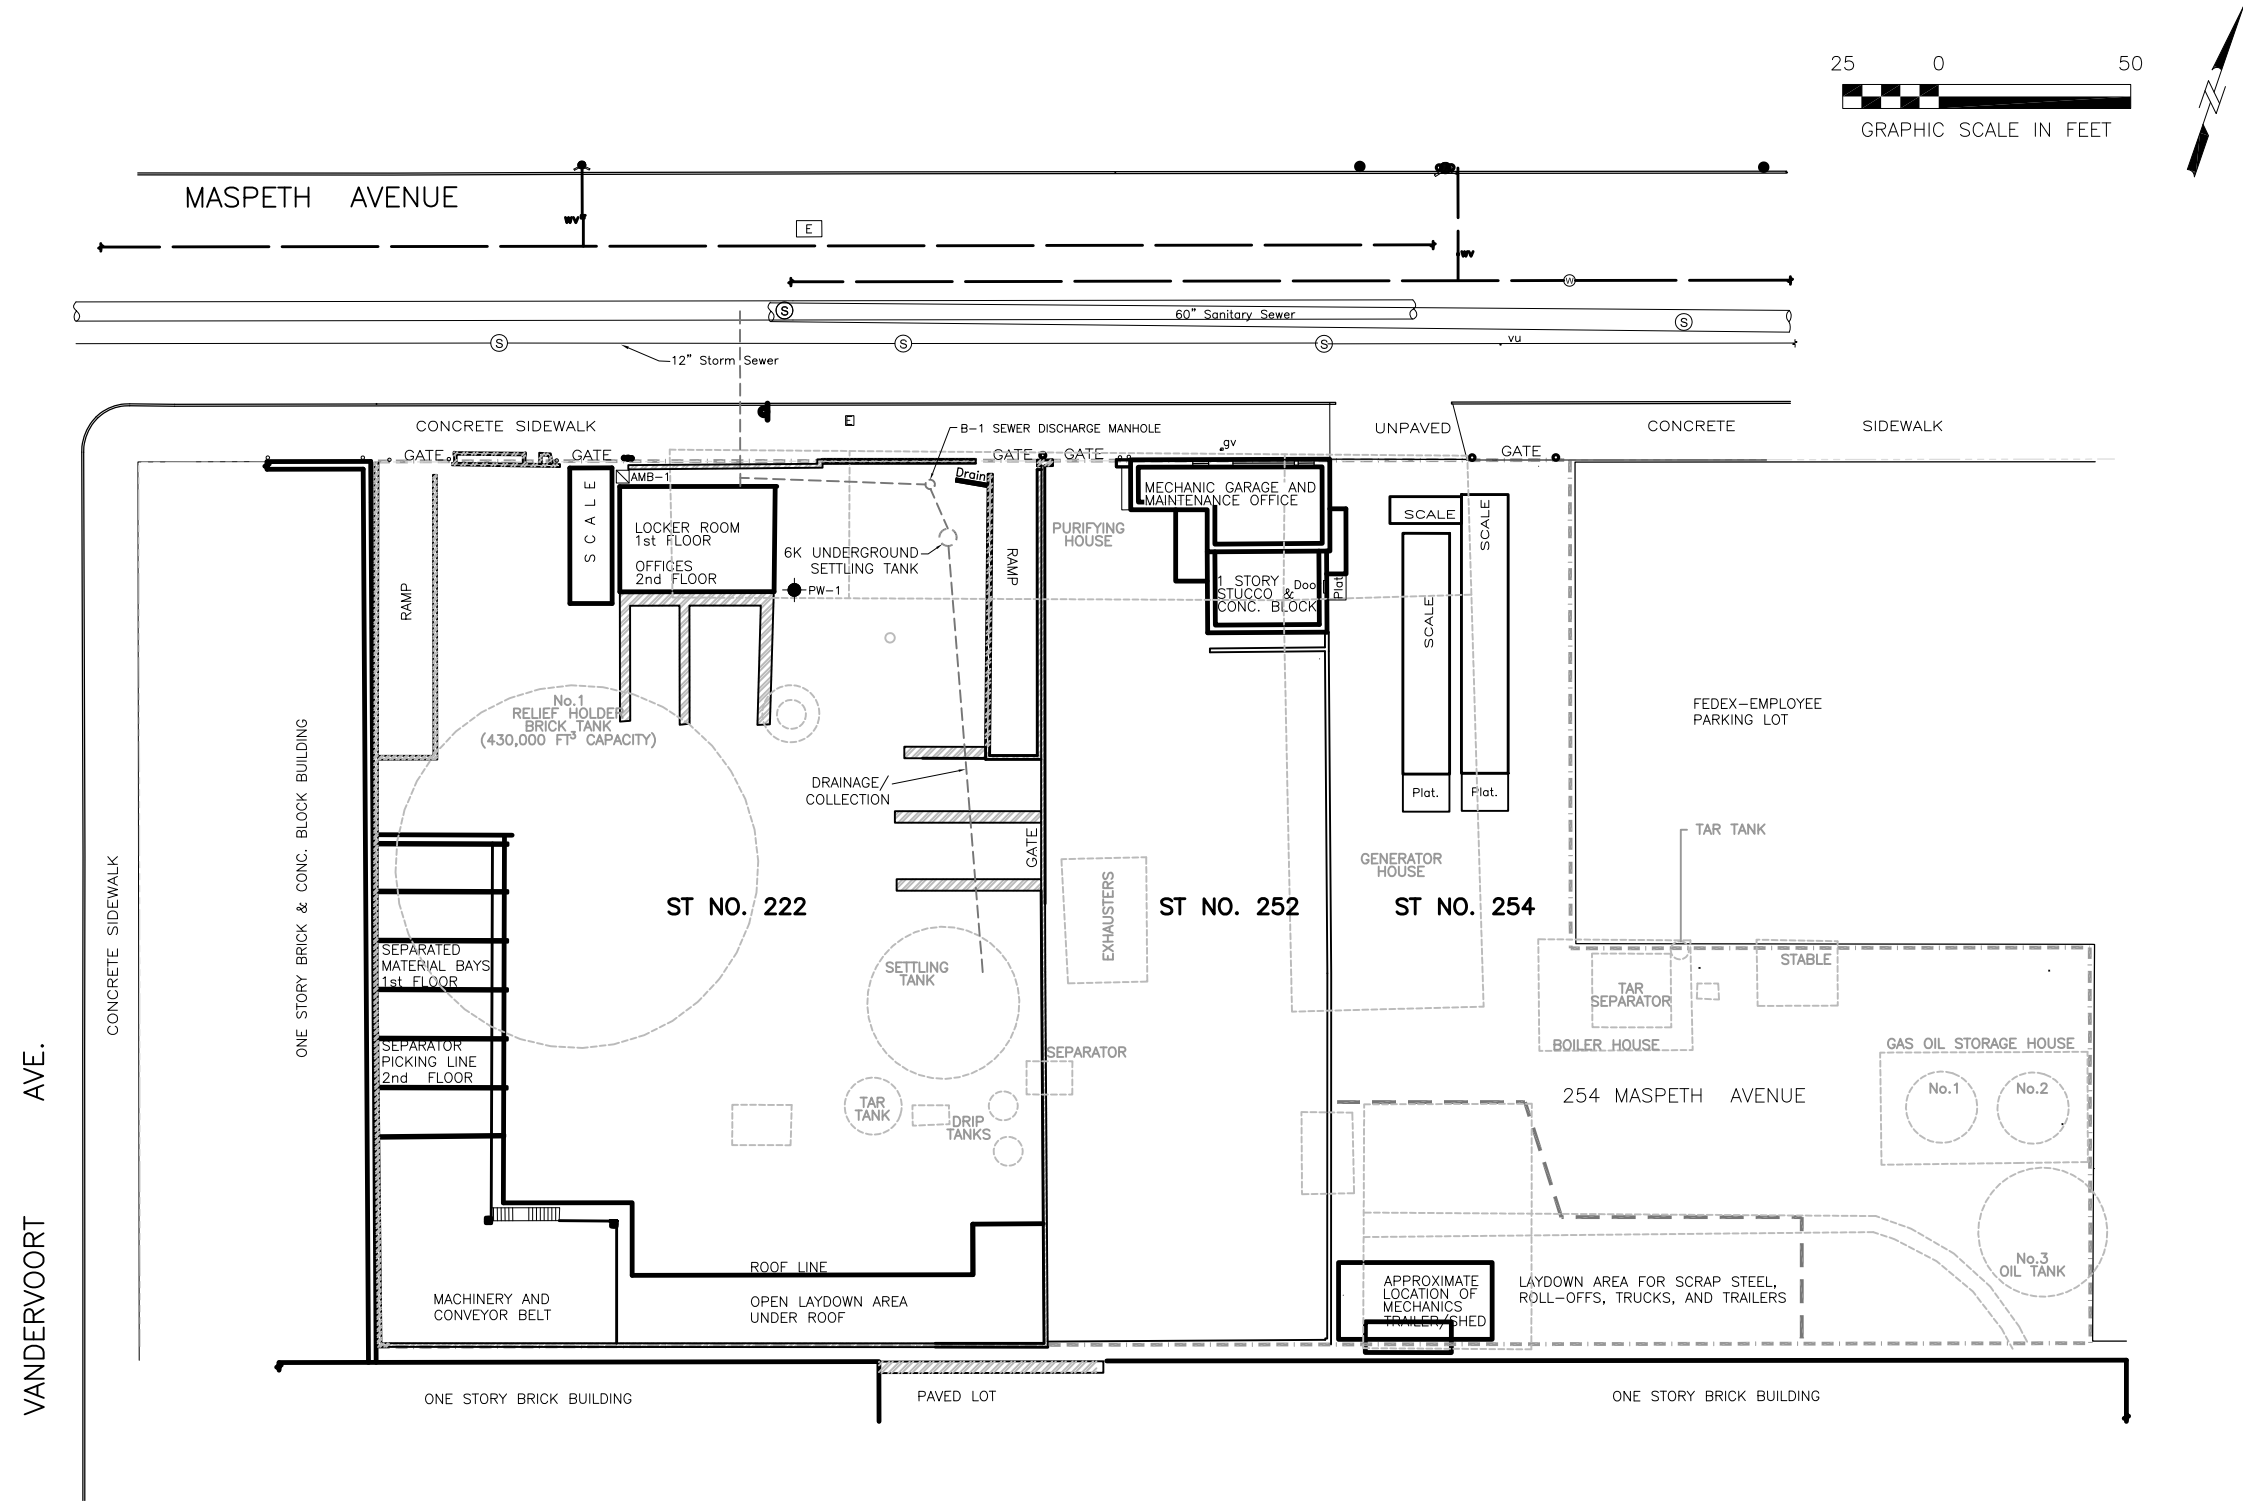 25 0 50
GRAPHIC SCALE IN FEET
MASPETH AVENUE
WV
E
WV
W
S
60" Sanitary Sewer
S
S
S
S
vu
12" Storm Sewer
E
CONCRETE SIDEWALK
B-1 SEWER DISCHARGE MANHOLE
UNPAVED
CONCRETE
SIDEWALK
gv
GATE
GATE
GATE
GATE
GATE
AMB-1
Drain
SCALE
LOCKER ROOM
1st FLOOR
OFFICES
2nd FLOOR
6K UNDERGROUND
SETTLING TANK
PW-1
RAMP
RAMP
PURIFYING
HOUSE
MECHANIC GARAGE AND
MAINTENANCE OFFICE
1 STORY
STUCCO &
CONC. BLOCK
Doo
Plat
SCALE
SCALE
SCALE
Plat.
Plat.
FEDEX-EMPLOYEE
PARKING LOT
No.1
RELIEF HOLDER
BRICK TANK
(430,000 FT³ CAPACITY)
DRAINAGE/
COLLECTION
GATE
TAR TANK
GENERATOR
HOUSE
EXHAUSTERS
ST NO. 222
ST NO. 252
ST NO. 254
CONCRETE SIDEWALK
ONE STORY BRICK & CONC. BLOCK BUILDING
SEPARATED
MATERIAL BAYS
1st FLOOR
SETTLING
TANK
STABLE
TAR
SEPARATOR
BOILER HOUSE
GAS OIL STORAGE HOUSE
SEPARATOR
PICKING LINE
2nd FLOOR
SEPARATOR
No.1
No.2
254 MASPETH AVENUE
TAR
TANK
DRIP
TANKS
VANDERVOORT AVE.
ROOF LINE
No.3
OIL TANK
MACHINERY AND
CONVEYOR BELT
OPEN LAYDOWN AREA
UNDER ROOF
APPROXIMATE
LOCATION OF
MECHANICS
TRAILER/SHED
LAYDOWN AREA FOR SCRAP STEEL,
ROLL-OFFS, TRUCKS, AND TRAILERS
ONE STORY BRICK BUILDING
PAVED LOT
ONE STORY BRICK BUILDING